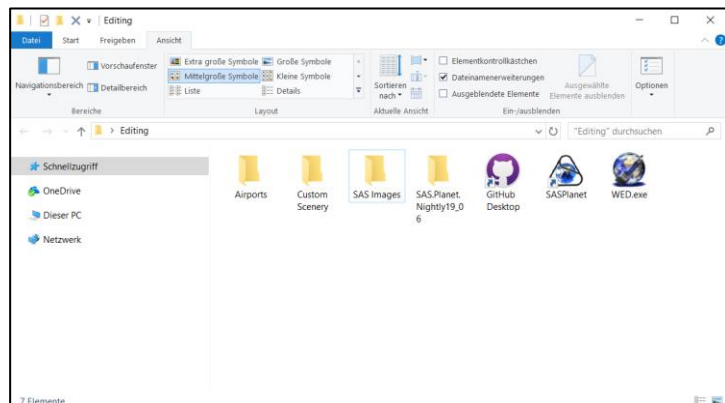 Editing
Datei Start Freigeben Ansicht
Navigationsbereich
Vorschaufenster
Detailbereich
Bereiche
Extra große Symbole
Große Symbole
Mittelgroße Symbole
Kleine Symbole
Liste
Details
Layout
Sortieren
nach
Aktuelle Ansicht
Elementkontrollkästchen
Dateinamenerweiterungen
Ausgeblendete Elemente
Ausgewählte
Elemente ausblenden
Ein-/ausblenden
Optionen
Editing
"Editing" durchsuchen
Schnellzugriff
OneDrive
Dieser PC
Netzwerk
Airports
Custom
Scenery
SAS Images
SAS.Planet.
Nightly19_0
6
GitHub
Desktop
SASPlanet
WED.exe
7 Elemente